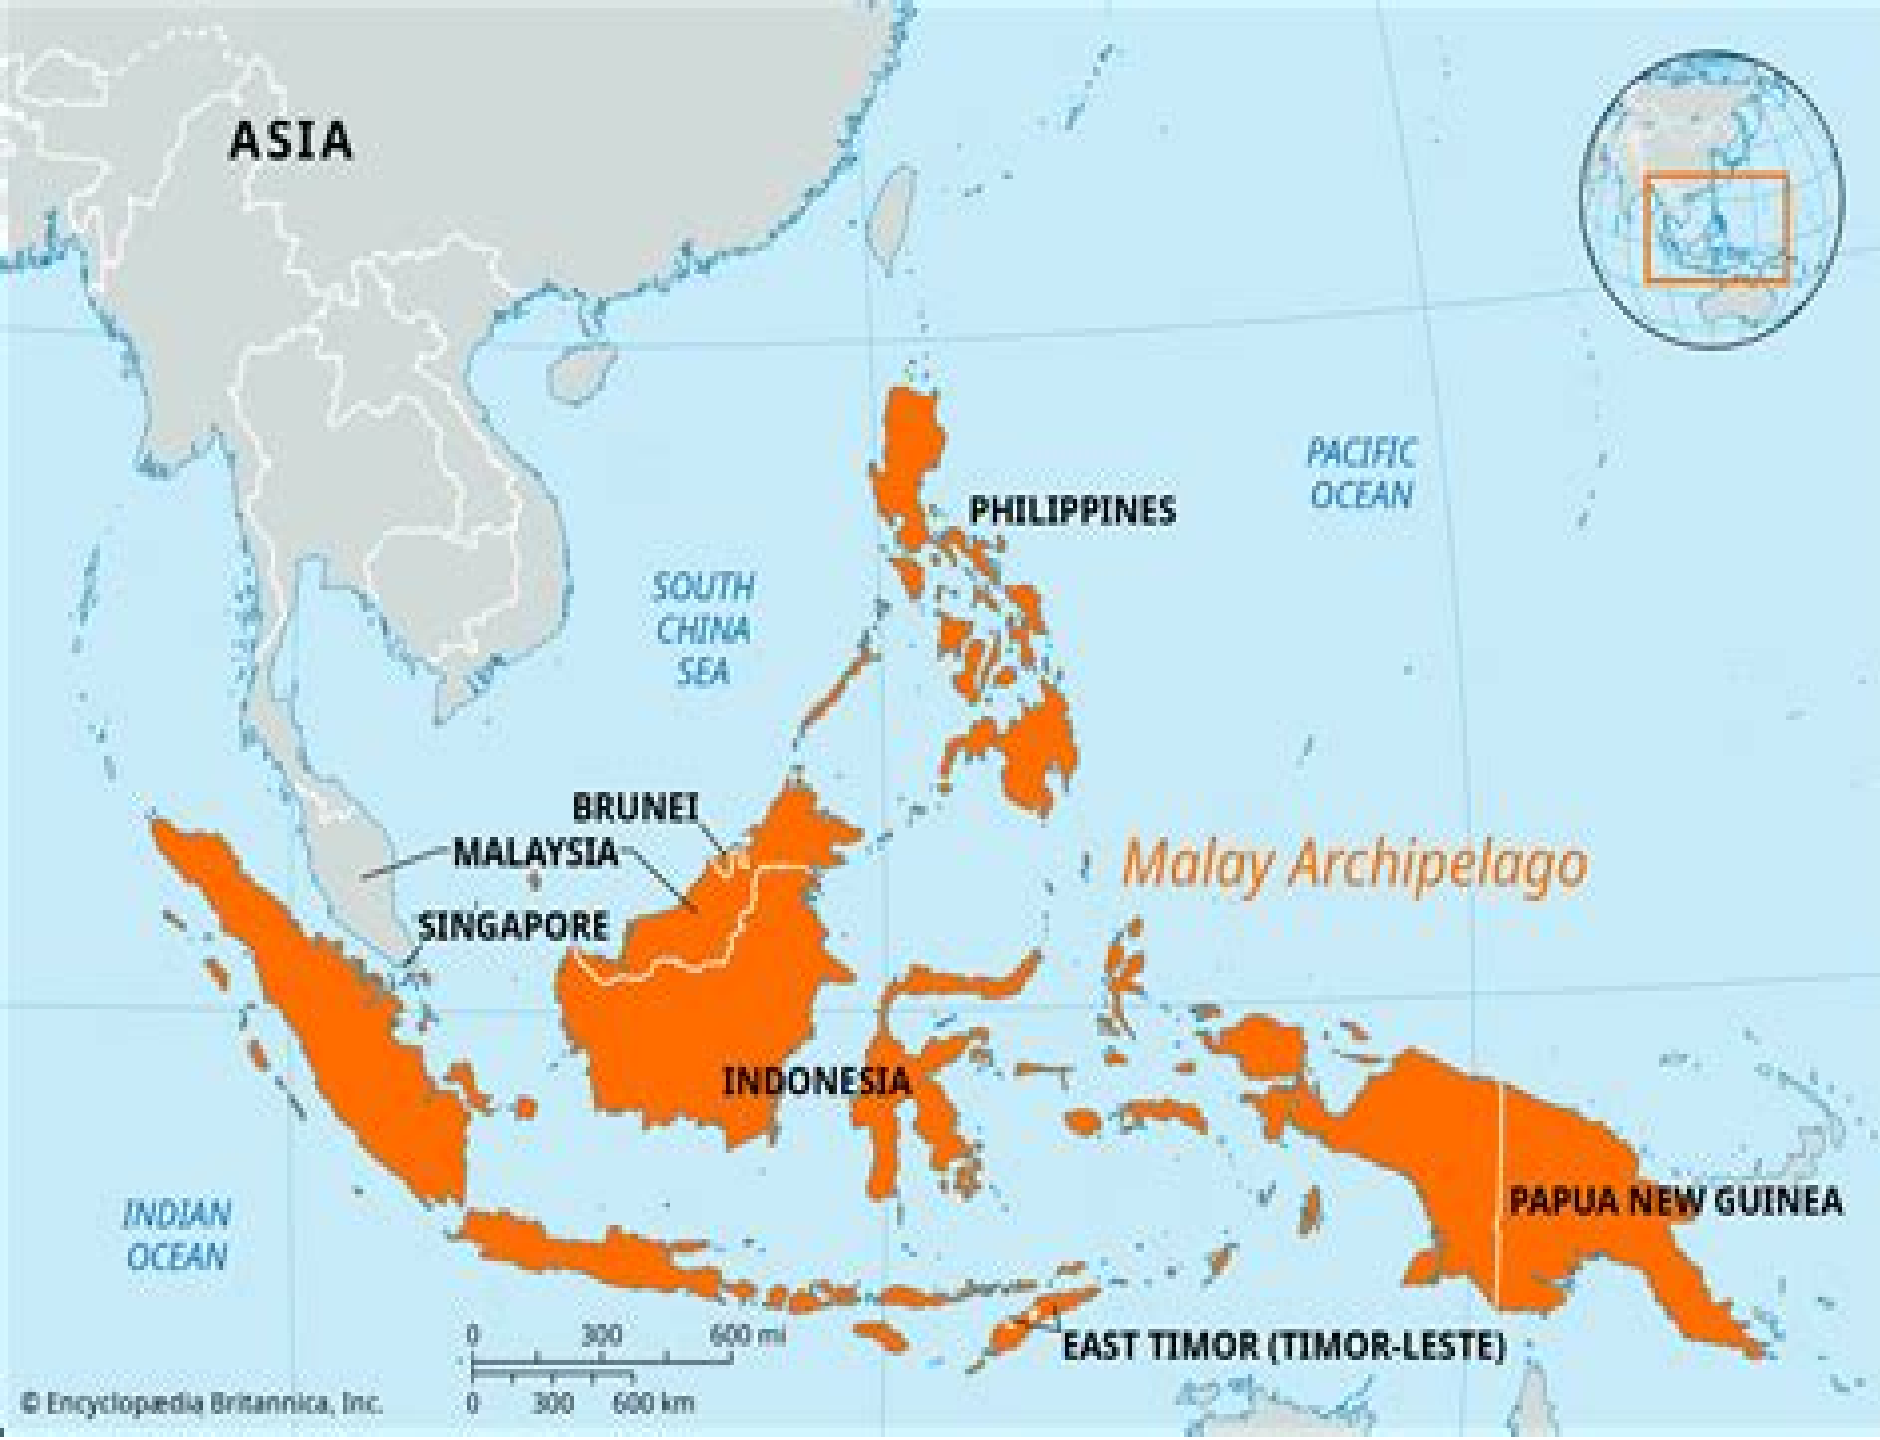 ASIA
PACIFIC
OCEAN
PHILIPPINES
SOUTH
CHINA
SEA
BRUNEI
MALAYSIA
Malay Archipelago
SINGAPORE
INDONESIA
PAPUA NEW GUINEA
INDIAN
OCEAN
0 300 600 mi
EAST TIMOR (TIMOR-LESTE)
0 300 600 km
© Encyclopædia Britannica, Inc.